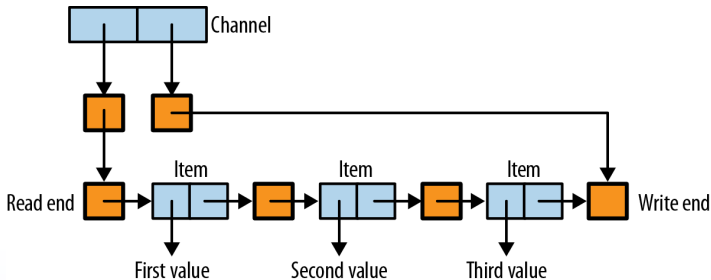 Channel
Item
Item
Item
Read end
Write end
First value
Second value
Third value